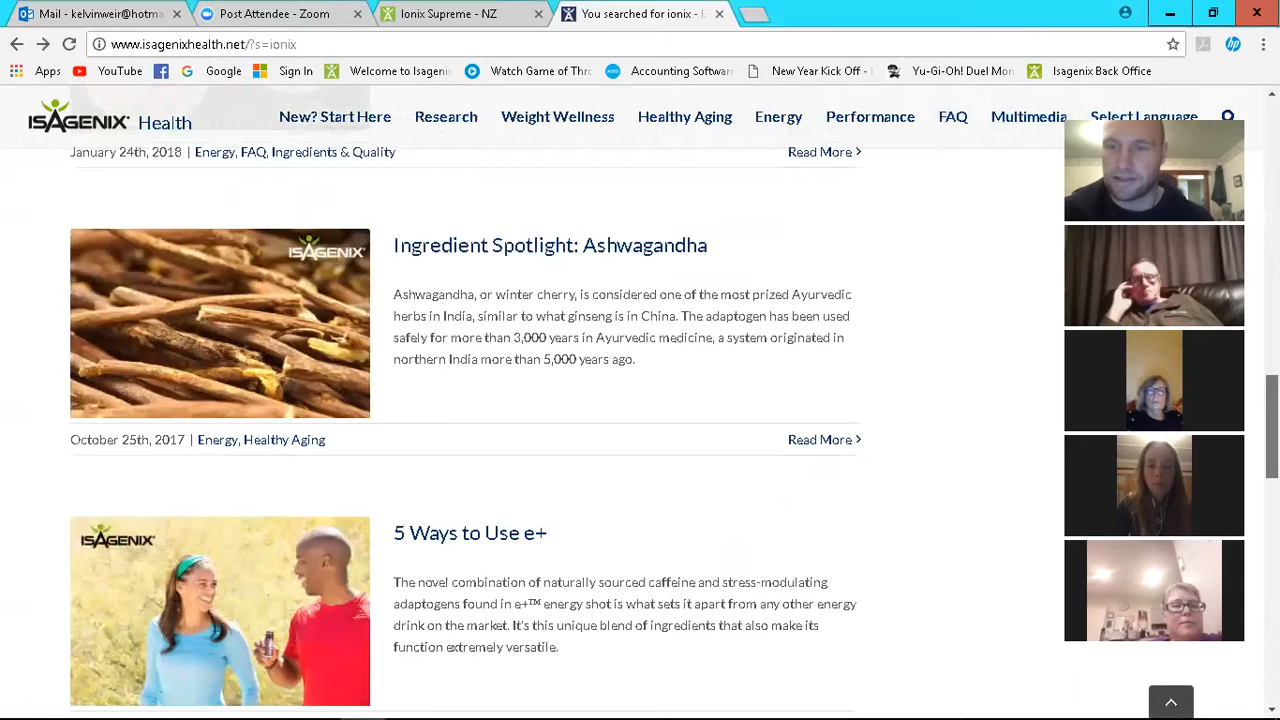 Mail - kelvinweir@hotma
Post Attendee - Zoom
Ionix Supreme - NZ
You searched for ionix - Is
www.isagenixhealth.net/?s=ionix
Apps
YouTube
Google
Sign In
Welcome to Isagenix
Watch Game of Thro
Accounting Software
New Year Kick Off - I
Yu-Gi-Oh! Duel Mon
Isagenix Back Office
ISAGENIX Health
New? Start Here
Research
Weight Wellness
Healthy Aging
Energy
Performance
FAQ
Multimedia
Select Language
January 24th, 2018 | Energy, FAQ, Ingredients & Quality
Read More >
ISAGENIX
Ingredient Spotlight: Ashwagandha
Ashwagandha, or winter cherry, is considered one of the most prized Ayurvedic
herbs in India, similar to what ginseng is in China. The adaptogen has been used
safely for more than 3,000 years in Ayurvedic medicine, a system originated in
northern India more than 5,000 years ago.
October 25th, 2017 | Energy, Healthy Aging
Read More >
ISAGENIX
5 Ways to Use e+
The novel combination of naturally sourced caffeine and stress-modulating
adaptogens found in e+™ energy shot is what sets it apart from any other energy
drink on the market. It's this unique blend of ingredients that also make its
function extremely versatile.